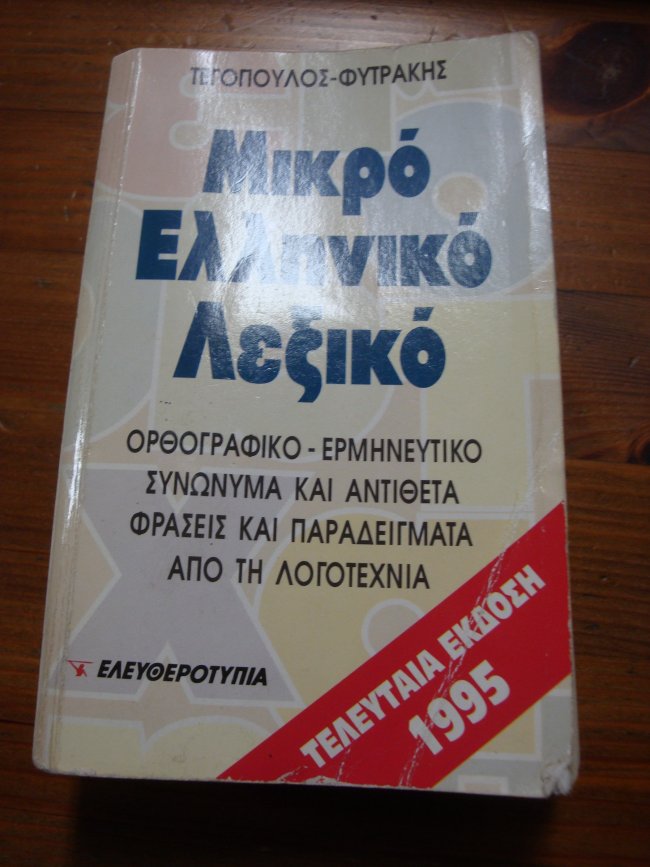 ΤΕΓΟΠΟΥΛΟΣ-ΦΥΤΡΑΚΗΣ
Μικρό
Ελληνικό
Λεξικό
ΟΡΘΟΓΡΑΦΙΚΟ - ΕΡΜΗΝΕΥΤΙΚΟ
ΣΥΝΩΝΥΜΑ ΚΑΙ ΑΝΤΙΘΕΤΑ
ΦΡΑΣΕΙΣ ΚΑΙ ΠΑΡΑΔΕΙΓΜΑΤΑ
ΑΠΟ ΤΗ ΛΟΓΟΤΕΧΝΙΑ
ΕΛΕΥΘΕΡΟΤΥΠΙΑ
ΤΕΛΕΥΤΑΙΑ ΕΚΔΟΣΗ
1995